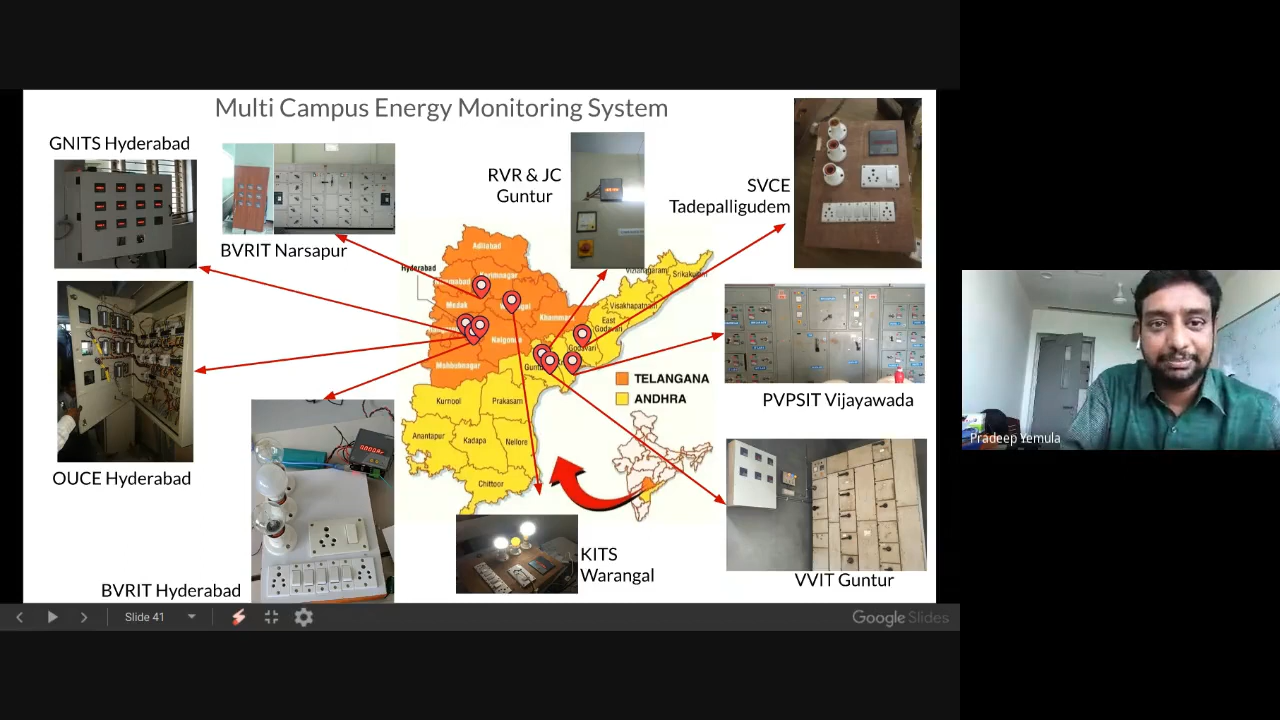 Multi Campus Energy Monitoring System
GNITS Hyderabad
BVRIT Narsapur
RVR & JC
Guntur
SVCE
Tadepalligudem
Adilabad
Hyderabad
Karimnagar
Medak
Khammam
Nalgonda
Mahbubnagar
Vizianagaram
Srikakulam
Visakhapatnam
East
Godavari
Godavari
Kurnool
Prakasam
Anantapur
Kadapa
Nellore
Chittoor
TELANGANA
ANDHRA
PVPSIT Vijayawada
OUCE Hyderabad
BVRIT Hyderabad
KITS
Warangal
VVIT Guntur
Pradeep Yemula
Slide 41
Google Slides